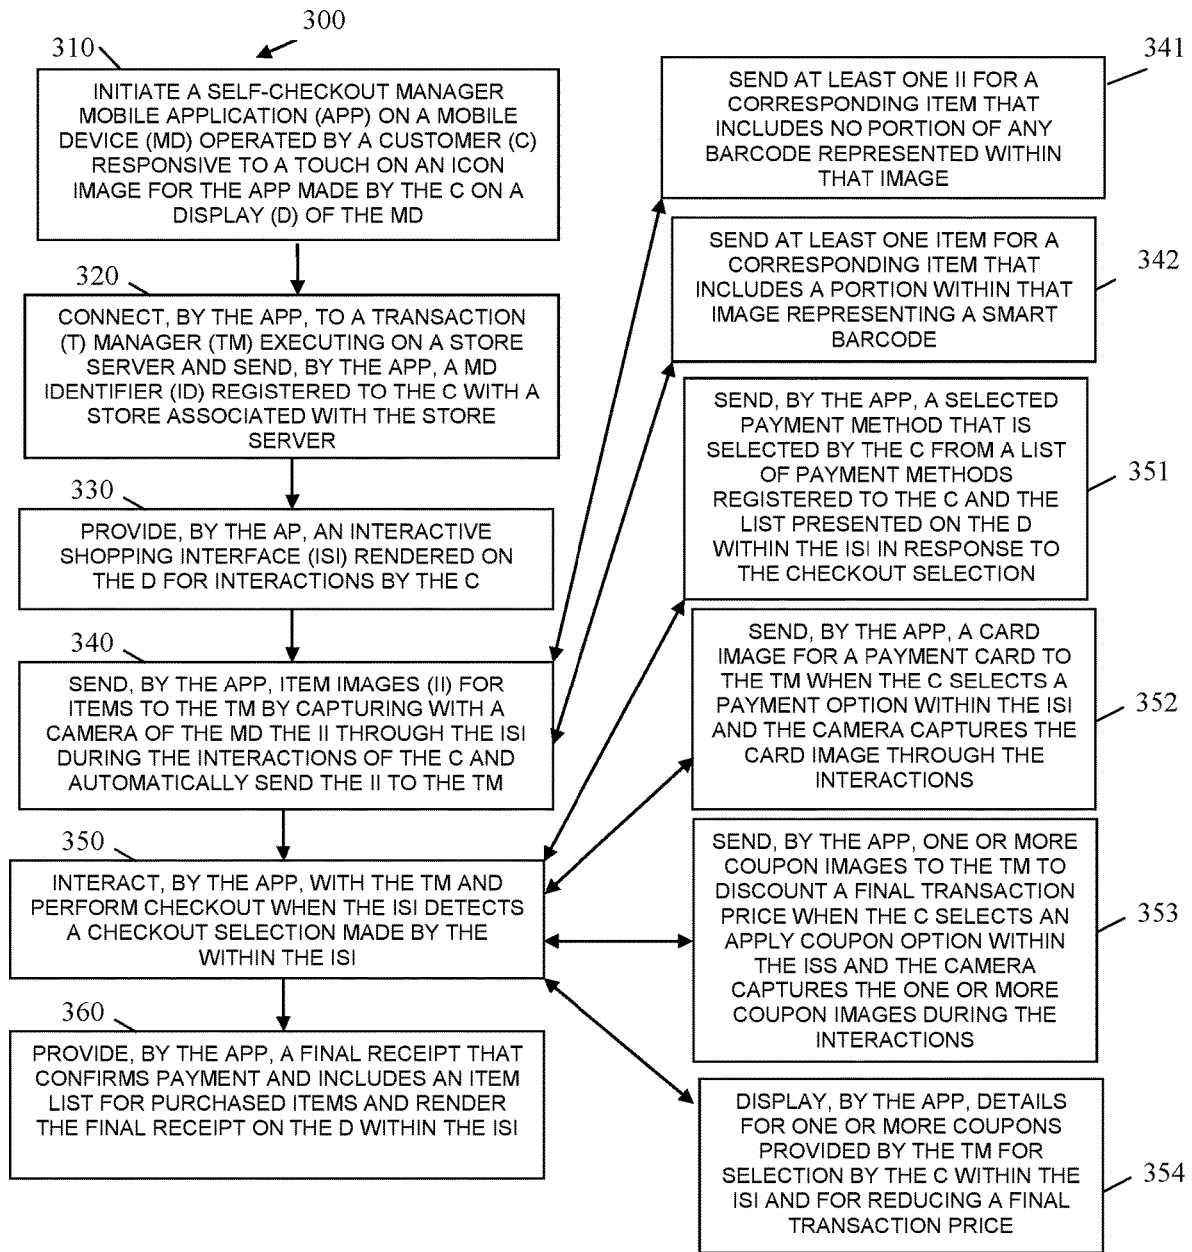 300
310
INITIATE A SELF-CHECKOUT MANAGER
MOBILE APPLICATION (APP) ON A MOBILE
DEVICE (MD) OPERATED BY A CUSTOMER (C)
RESPONSIVE TO A TOUCH ON AN ICON
IMAGE FOR THE APP MADE BY THE C ON A
DISPLAY (D) OF THE MD
320
CONNECT, BY THE APP, TO A TRANSACTION
(T) MANAGER (TM) EXECUTING ON A STORE
SERVER AND SEND, BY THE APP, A MD
IDENTIFIER (ID) REGISTERED TO THE C WITH A
STORE ASSOCIATED WITH THE STORE
SERVER
330
PROVIDE, BY THE AP, AN INTERACTIVE
SHOPPING INTERFACE (ISI) RENDERED ON
THE D FOR INTERACTIONS BY THE C
340
SEND, BY THE APP, ITEM IMAGES (II) FOR
ITEMS TO THE TM BY CAPTURING WITH A
CAMERA OF THE MD THE II THROUGH THE ISI
DURING THE INTERACTIONS OF THE C AND
AUTOMATICALLY SEND THE II TO THE TM
350
INTERACT, BY THE APP, WITH THE TM AND
PERFORM CHECKOUT WHEN THE ISI DETECTS
A CHECKOUT SELECTION MADE BY THE
WITHIN THE ISI
360
PROVIDE, BY THE APP, A FINAL RECEIPT THAT
CONFIRMS PAYMENT AND INCLUDES AN ITEM
LIST FOR PURCHASED ITEMS AND RENDER
THE FINAL RECEIPT ON THE D WITHIN THE ISI
341
SEND AT LEAST ONE II FOR A
CORRESPONDING ITEM THAT
INCLUDES NO PORTION OF ANY
BARCODE REPRESENTED WITHIN
THAT IMAGE
342
SEND AT LEAST ONE ITEM FOR A
CORRESPONDING ITEM THAT
INCLUDES A PORTION WITHIN THAT
IMAGE REPRESENTING A SMART
BARCODE
351
SEND, BY THE APP, A SELECTED
PAYMENT METHOD THAT IS
SELECTED BY THE C FROM A LIST
OF PAYMENT METHODS
REGISTERED TO THE C AND THE
LIST PRESENTED ON THE D
WITHIN THE ISI IN RESPONSE TO
THE CHECKOUT SELECTION
352
SEND, BY THE APP, A CARD
IMAGE FOR A PAYMENT CARD TO
THE TM WHEN THE C SELECTS A
PAYMENT OPTION WITHIN THE ISI
AND THE CAMERA CAPTURES THE
CARD IMAGE THROUGH THE
INTERACTIONS
353
SEND, BY THE APP, ONE OR MORE
COUPON IMAGES TO THE TM TO
DISCOUNT A FINAL TRANSACTION
PRICE WHEN THE C SELECTS AN
APPLY COUPON OPTION WITHIN
THE ISS AND THE CAMERA
CAPTURES THE ONE OR MORE
COUPON IMAGES DURING THE
INTERACTIONS
354
DISPLAY, BY THE APP, DETAILS
FOR ONE OR MORE COUPONS
PROVIDED BY THE TM FOR
SELECTION BY THE C WITHIN THE
ISI AND FOR REDUCING A FINAL
TRANSACTION PRICE